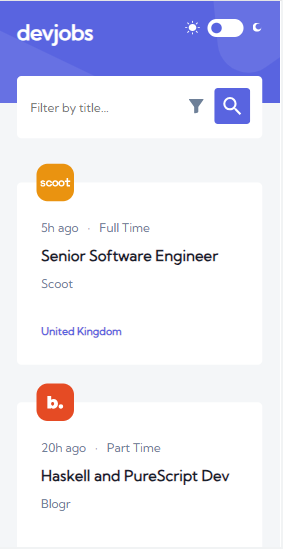 devjobs
Filter by title...
scoot
5h ago · Full Time
Senior Software Engineer
Scoot
United Kingdom
b.
20h ago · Part Time
Haskell and PureScript Dev
Blogr